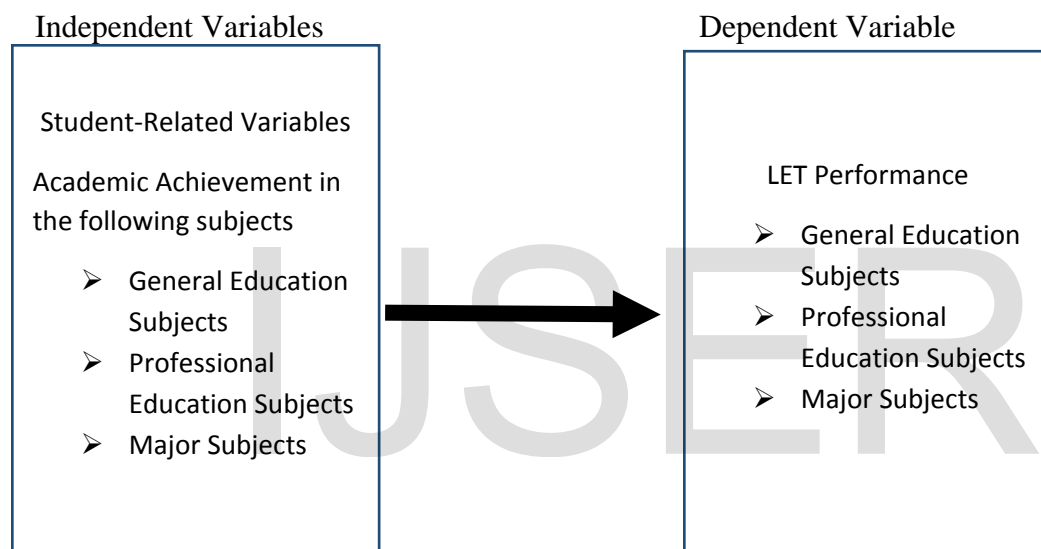 Independent Variables
Student-Related Variables
Academic Achievement in
the following subjects
➢ General Education
Subjects
➢ Professional
Education Subjects
➢ Major Subjects
Dependent Variable
LET Performance
➢ General Education
Subjects
➢ Professional
Education Subjects
➢ Major Subjects
IJSER